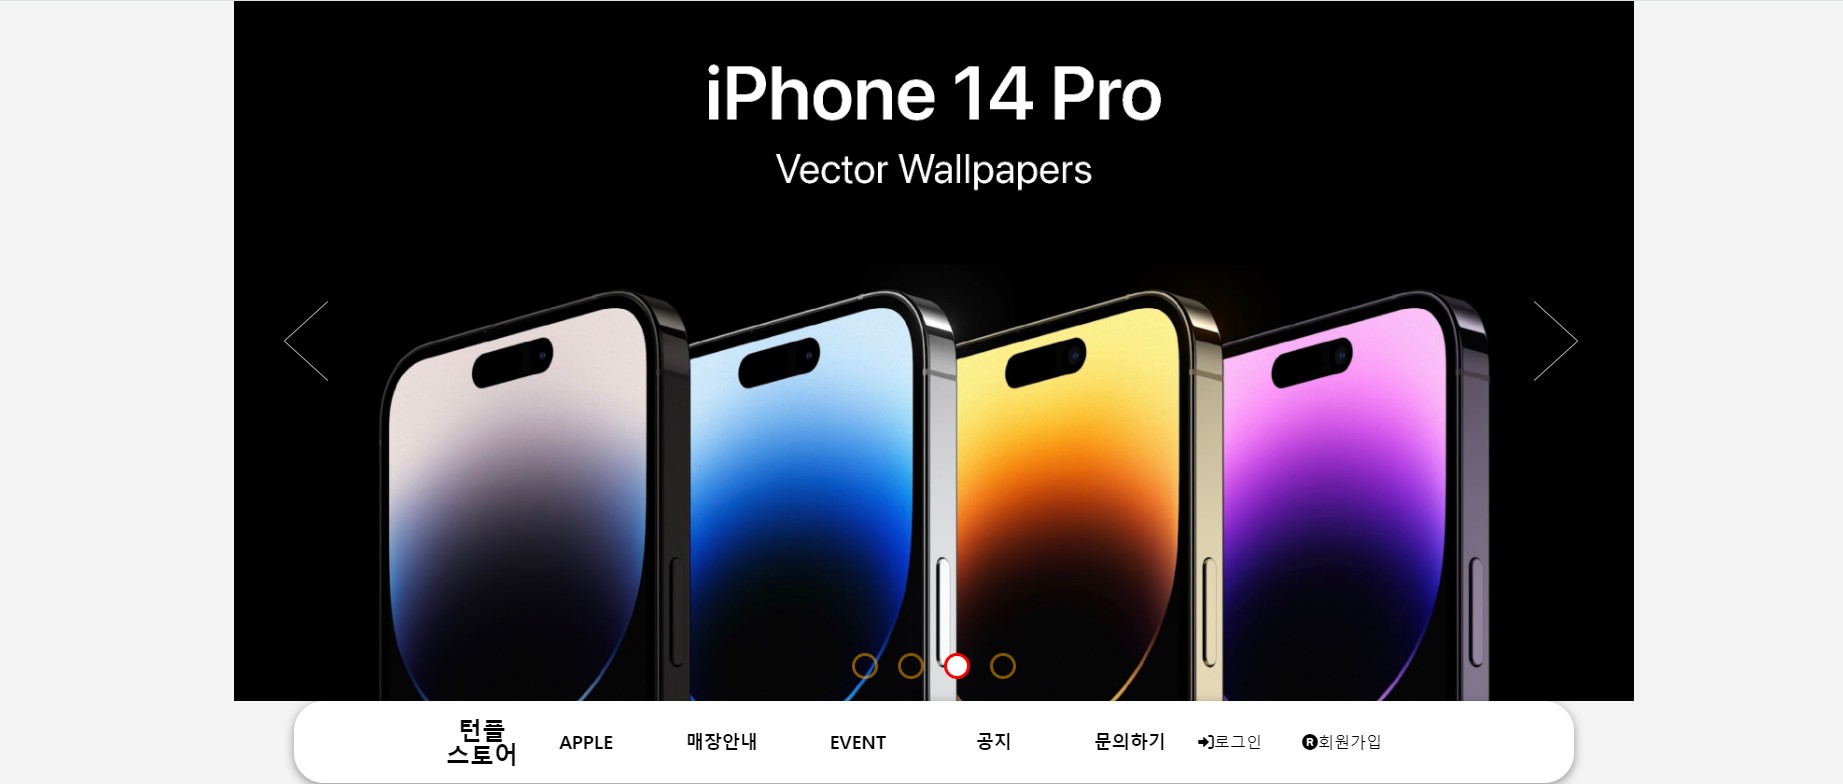 iPhone 14 Pro
Vector Wallpapers
턴플
스토어
APPLE
매장안내
EVENT
공지
문의하기
로그인
회원가입